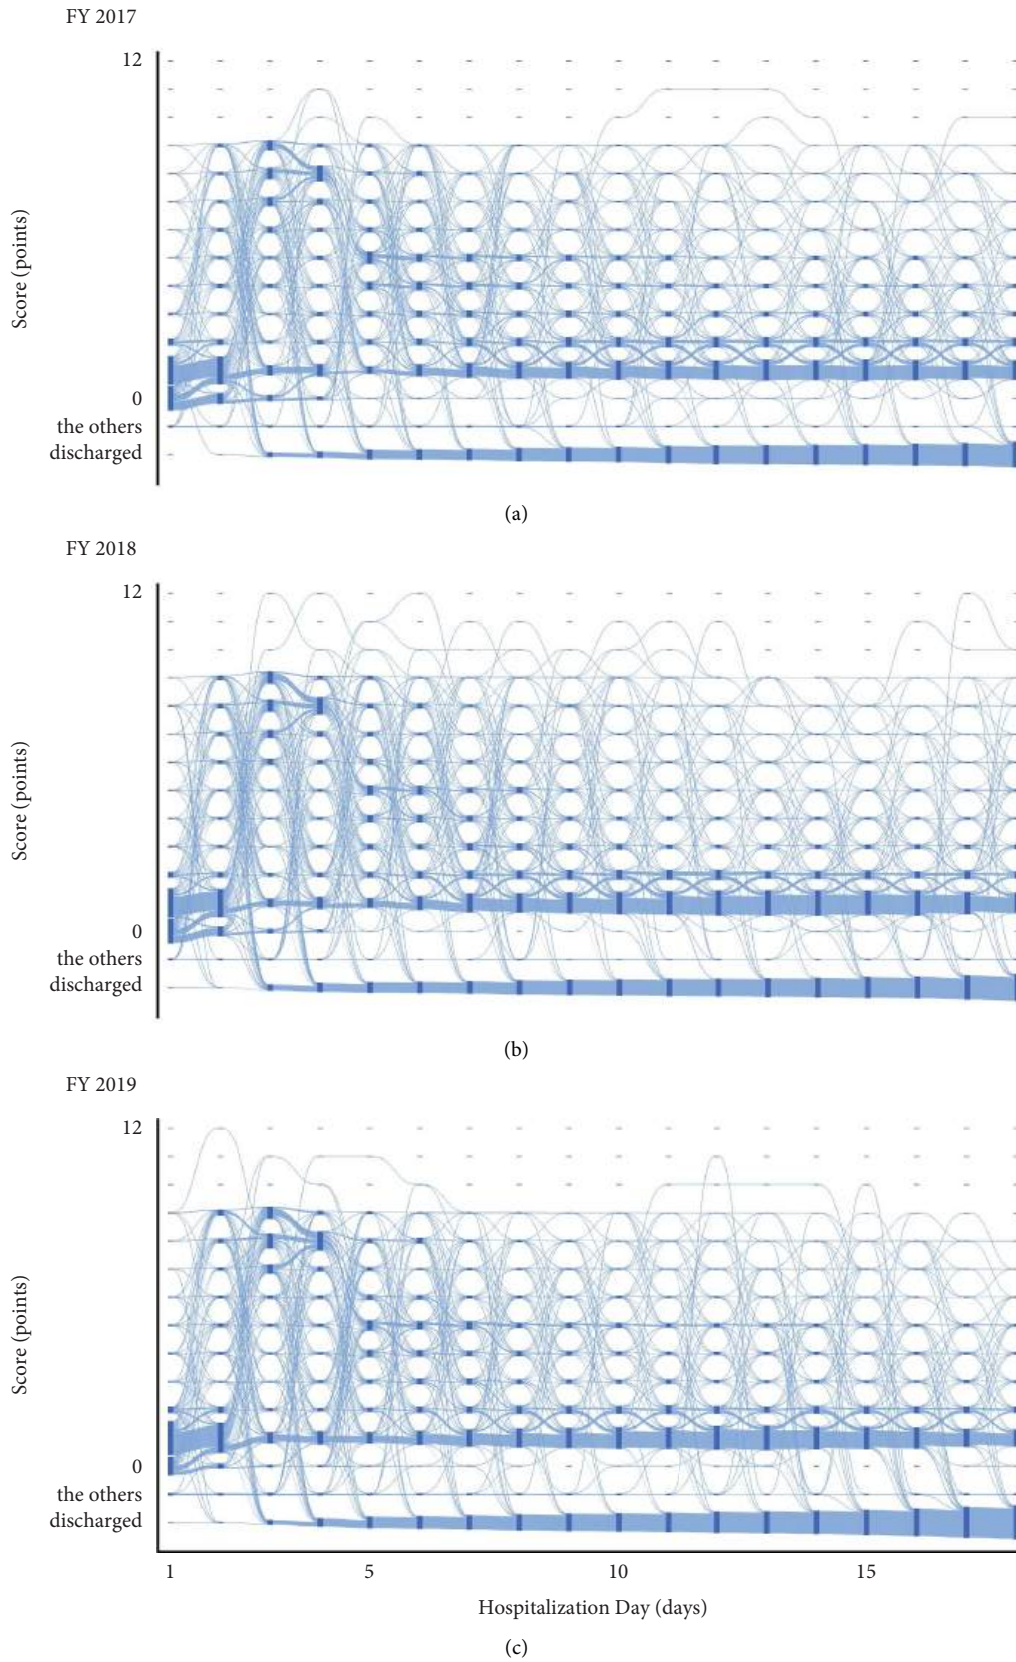 FY 2017
12
Score (points)
0
the others
discharged
(a)
FY 2018
12
Score (points)
0
the others
discharged
(b)
FY 2019
12
Score (points)
0
the others
discharged
1 5 10 15
Hospitalization Day (days)
(c)